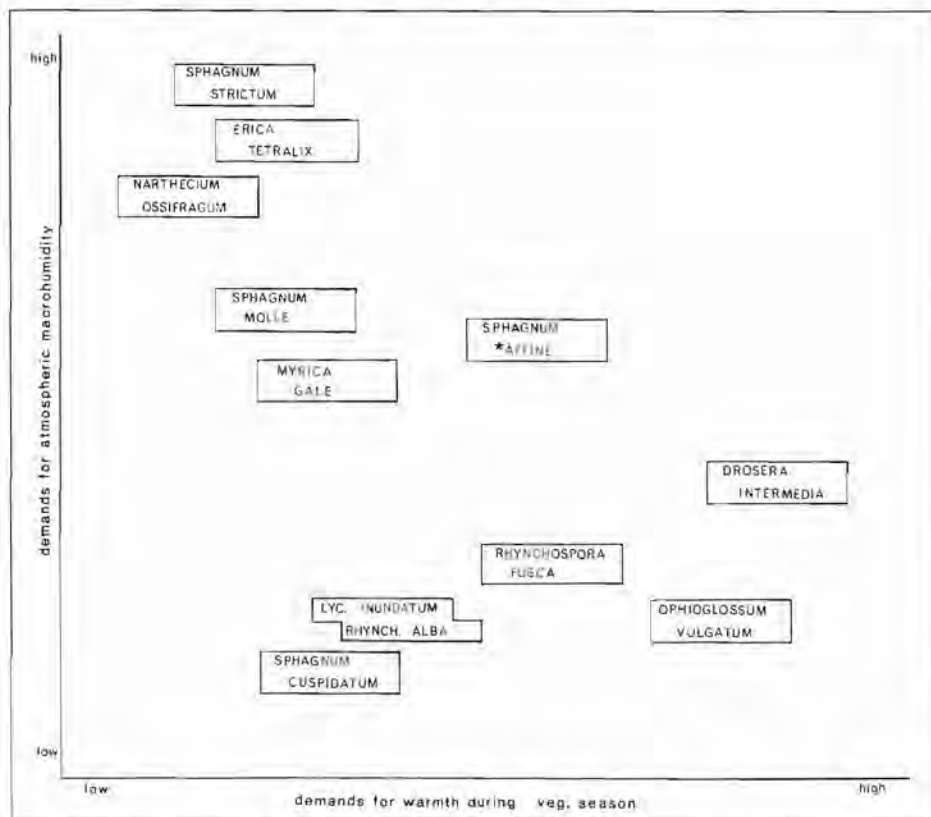 high
SPHAGNUM
STRICTUM
ERICA
TETRALIX
NARTHECIUM
OSSIFRAGUM
SPHAGNUM
MOLLE
SPHAGNUM
*AFFINE
MYRICA
GALE
demands for atmospheric macrohumidity
DROSERA
INTERMEDIA
RHYNCHOSPORA
FUSCA
LYC. INUNDATUM
RHYNCH. ALBA
OPHIOGLOSSUM
VULGATUM
SPHAGNUM
CUSPIDATUM
low
low
high
demands for warmth during veg. season